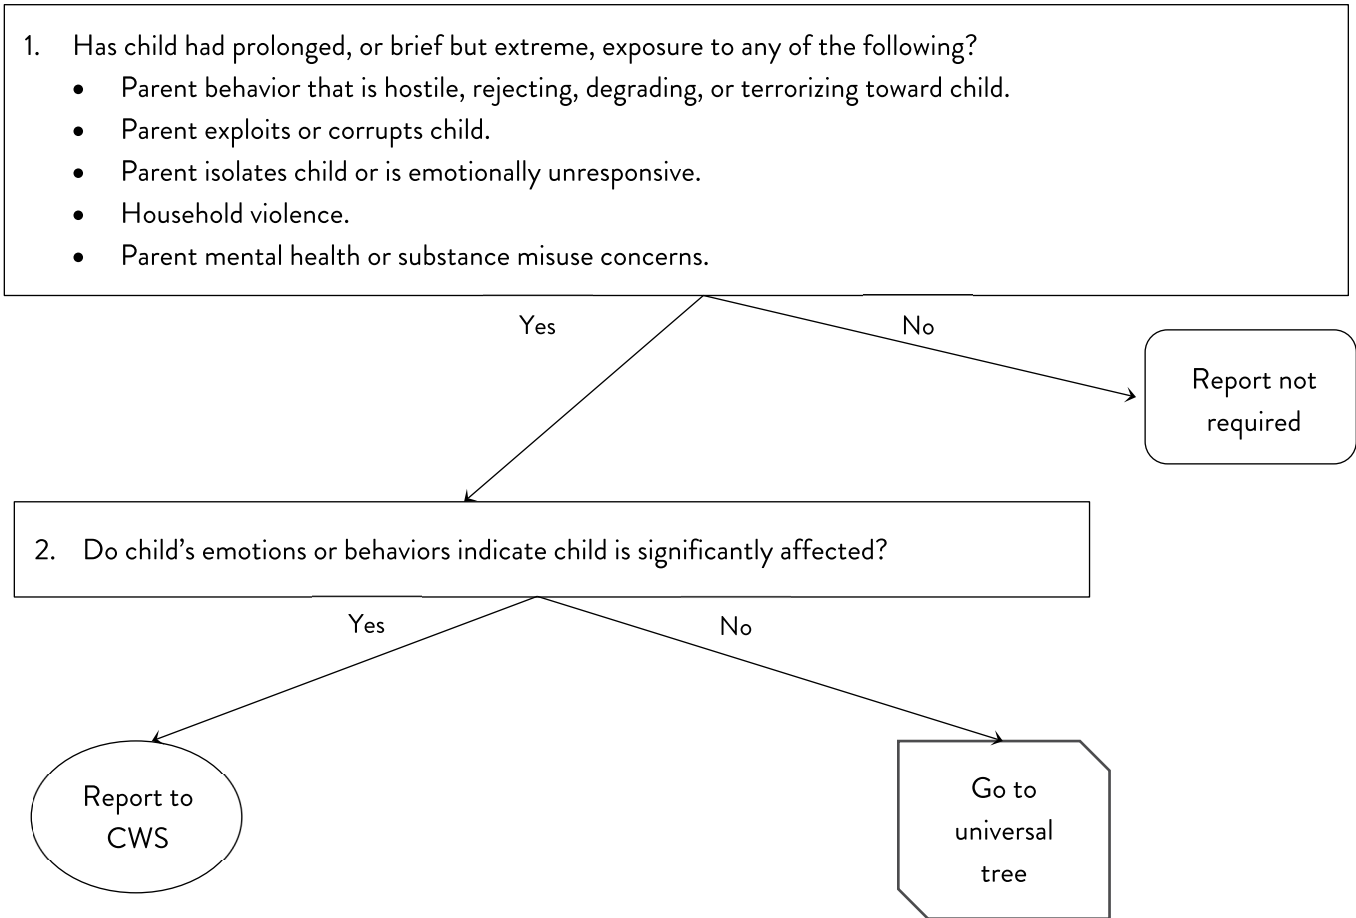 1. Has child had prolonged, or brief but extreme, exposure to any of the following?
• Parent behavior that is hostile, rejecting, degrading, or terrorizing toward child.
• Parent exploits or corrupts child.
• Parent isolates child or is emotionally unresponsive.
• Household violence.
• Parent mental health or substance misuse concerns.
Yes
No
Report not
required
2. Do child’s emotions or behaviors indicate child is significantly affected?
Yes
No
Report to
CWS
Go to
universal
tree